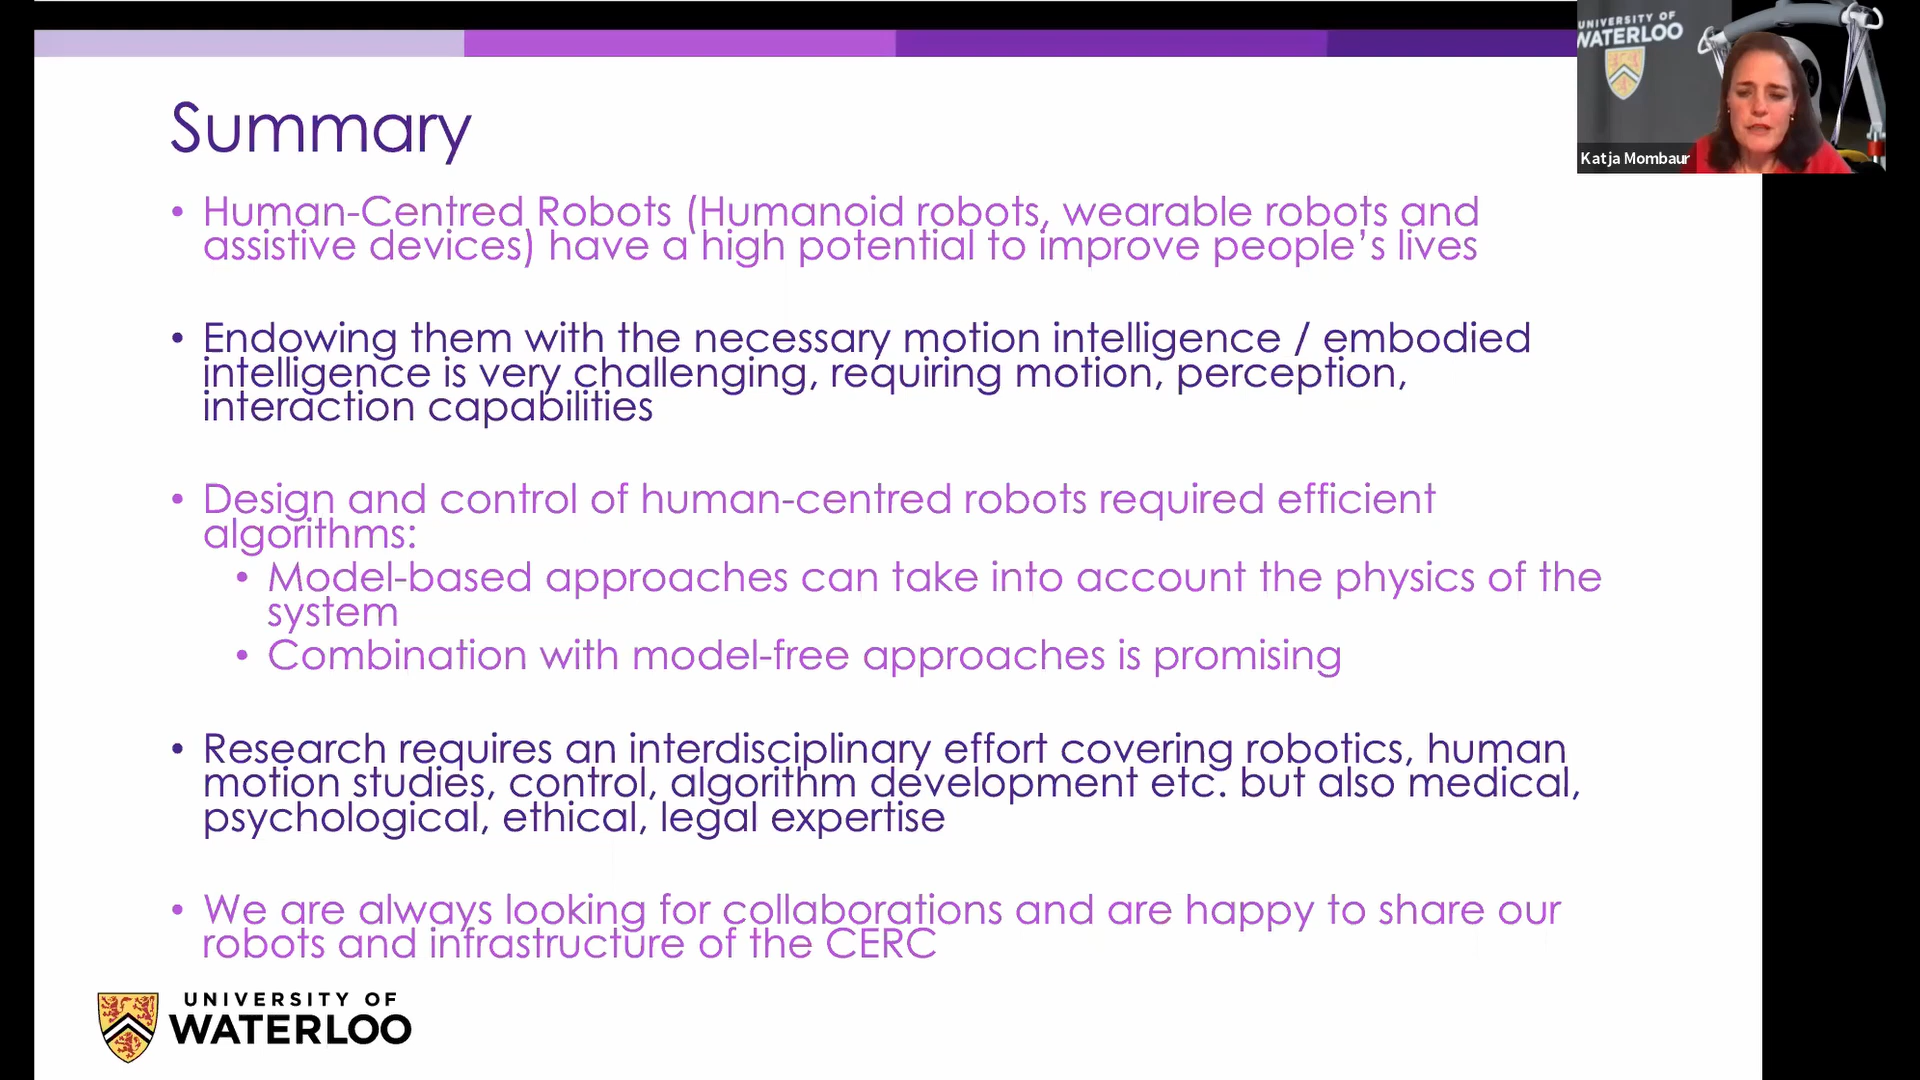 UNIVERSITY OF
WATERLOO
Katja Mombaur
Summary
• Human-Centred Robots (Humanoid robots, wearable robots and
assistive devices) have a high potential to improve people’s lives
• Endowing them with the necessary motion intelligence / embodied
intelligence is very challenging, requiring motion, perception,
interaction capabilities
• Design and control of human-centred robots required efficient
algorithms:
• Model-based approaches can take into account the physics of the
system
• Combination with model-free approaches is promising
• Research requires an interdisciplinary effort covering robotics, human
motion studies, control, algorithm development etc. but also medical,
psychological, ethical, legal expertise
• We are always looking for collaborations and are happy to share our
robots and infrastructure of the CERC
UNIVERSITY OF
WATERLOO